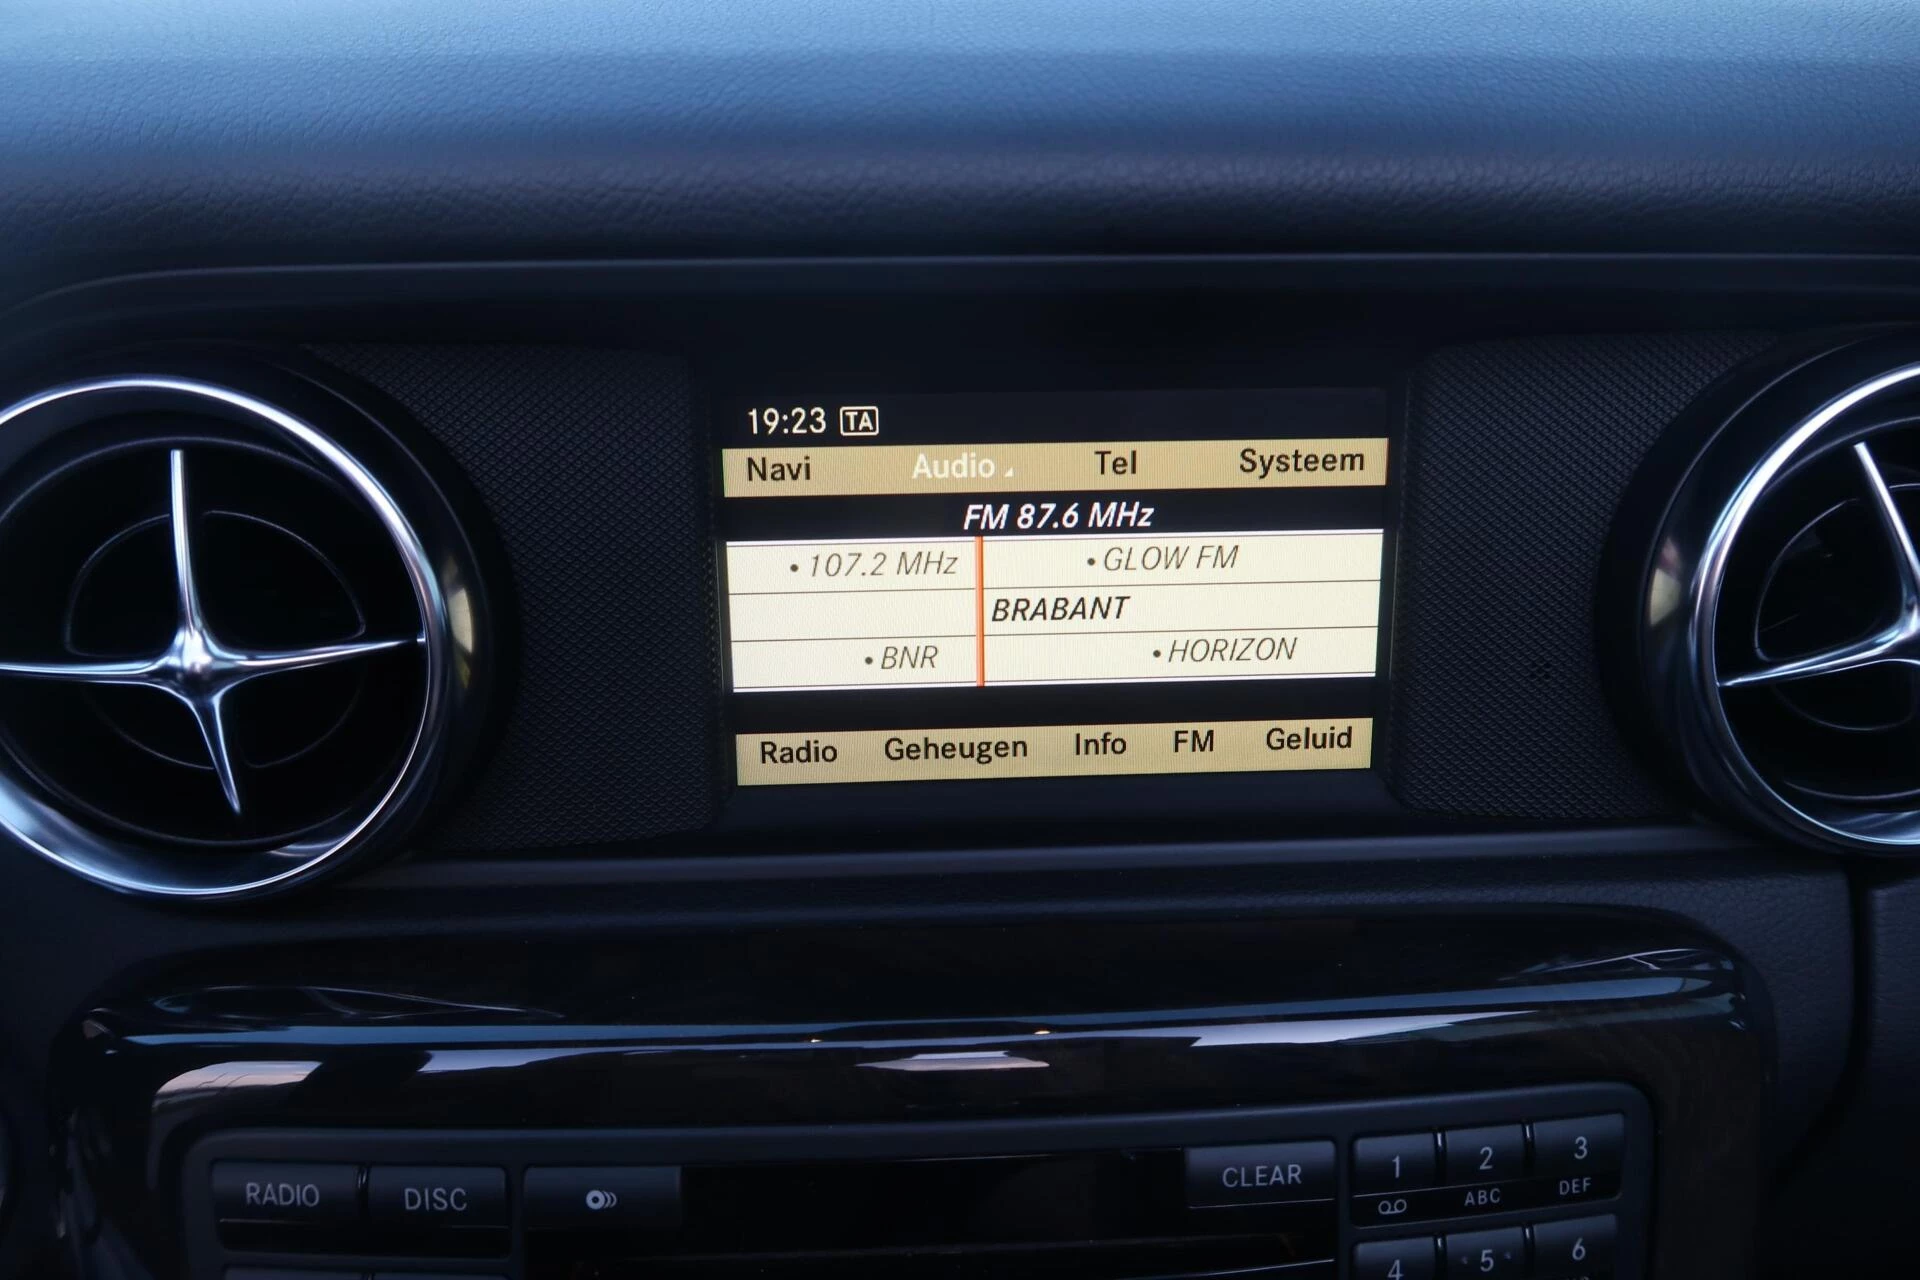 19:23 TA
Navi Audio Tel Systeem
FM 87.6 MHz
• 107.2 MHz • GLOW FM
BRABANT
• BNR • HORIZON
Radio Geheugen Info FM Geluid
RADIO DISC CLEAR 1 2 3
ABC DEF
4 5 6